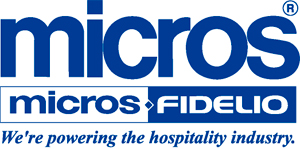 micros®
micros FIDELIO
We're powering the hospitality industry.